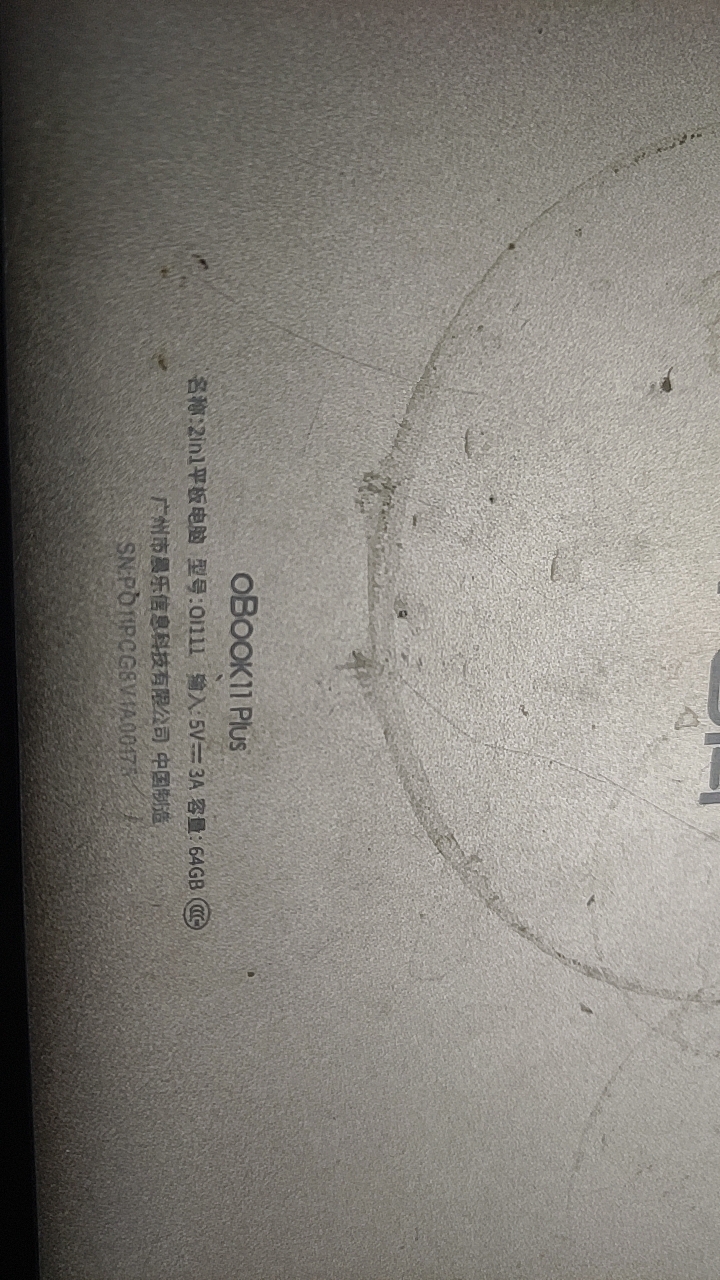 oBOOK11 Plus
名称:2in1平板电脑 型号:OI111 输入:5V⎓3A 容量:64GB
广州市晨乐信息科技有限公司 中国制造